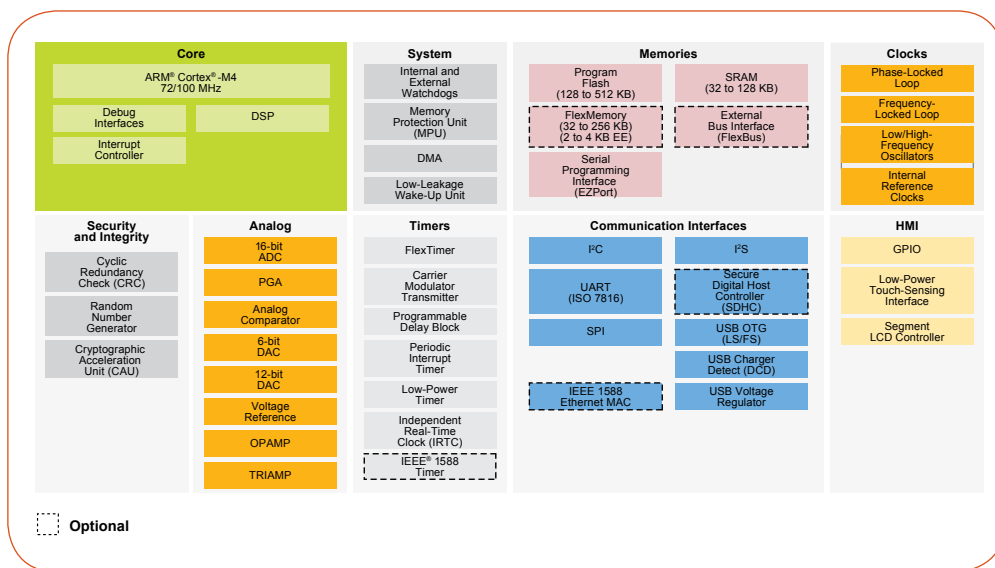 Core
ARM® Cortex®-M4
72/100 MHz
Debug
Interfaces
DSP
Interrupt
Controller
System
Internal and
External
Watchdogs
Memory
Protection Unit
(MPU)
DMA
Low-Leakage
Wake-Up Unit
Memories
Program
Flash
(128 to 512 KB)
SRAM
(32 to 128 KB)
FlexMemory
(32 to 256 KB)
(2 to 4 KB EE)
External
Bus Interface
(FlexBus)
Serial
Programming
Interface
(EZPort)
Clocks
Phase-Locked
Loop
Frequency-
Locked Loop
Low/High-
Frequency
Oscillators
Internal
Reference
Clocks
Security
and Integrity
Cyclic
Redundancy
Check (CRC)
Random
Number
Generator
Cryptographic
Acceleration
Unit (CAU)
Analog
16-bit
ADC
PGA
Analog
Comparator
6-bit
DAC
12-bit
DAC
Voltage
Reference
OPAMP
TRIAMP
Timers
FlexTimer
Carrier
Modulator
Transmitter
Programmable
Delay Block
Periodic
Interrupt
Timer
Low-Power
Timer
Independent
Real-Time
Clock (IRTC)
IEEE® 1588
Timer
Communication Interfaces
I²C
I²S
UART
(ISO 7816)
Secure
Digital Host
Controller
(SDHC)
SPI
USB OTG
(LS/FS)
USB Charger
Detect (DCD)
IEEE 1588
Ethernet MAC
USB Voltage
Regulator
HMI
GPIO
Low-Power
Touch-Sensing
Interface
Segment
LCD Controller
Optional